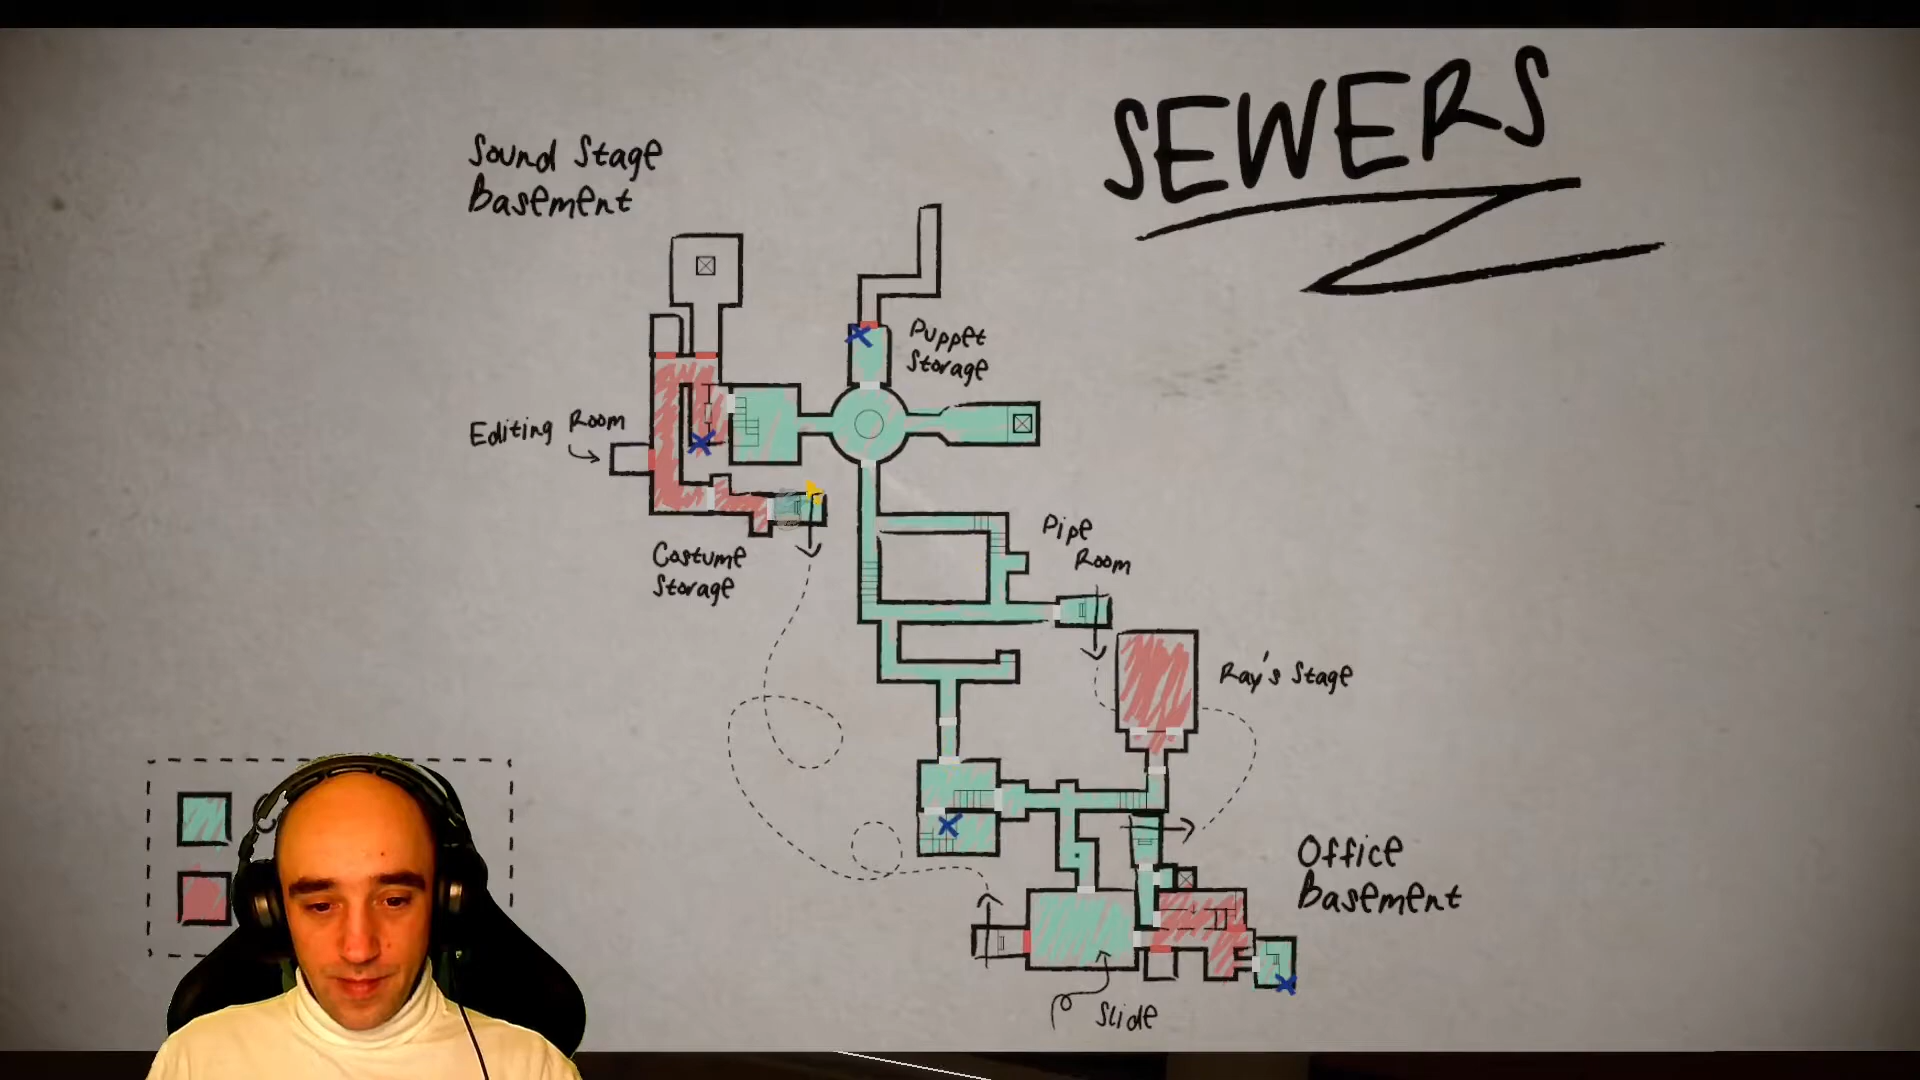 SEWERS
Sound Stage
Basement
Puppet
Storage
Editing Room
Pipe
Room
Costume
Storage
Ray's Stage
Office
Basement
Slide